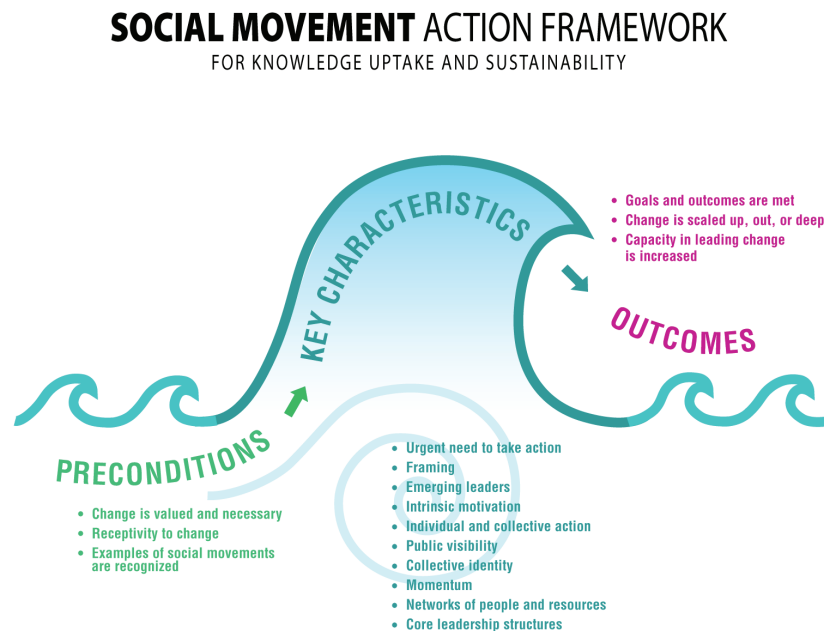 SOCIAL MOVEMENT ACTION FRAMEWORK
FOR KNOWLEDGE UPTAKE AND SUSTAINABILITY
KEY CHARACTERISTICS
• Goals and outcomes are met
• Change is scaled up, out, or deep
• Capacity in leading change
is increased
OUTCOMES
PRECONDITIONS
• Change is valued and necessary
• Receptivity to change
• Examples of social movements
are recognized
• Urgent need to take action
• Framing
• Emerging leaders
• Intrinsic motivation
• Individual and collective action
• Public visibility
• Collective identity
• Momentum
• Networks of people and resources
• Core leadership structures